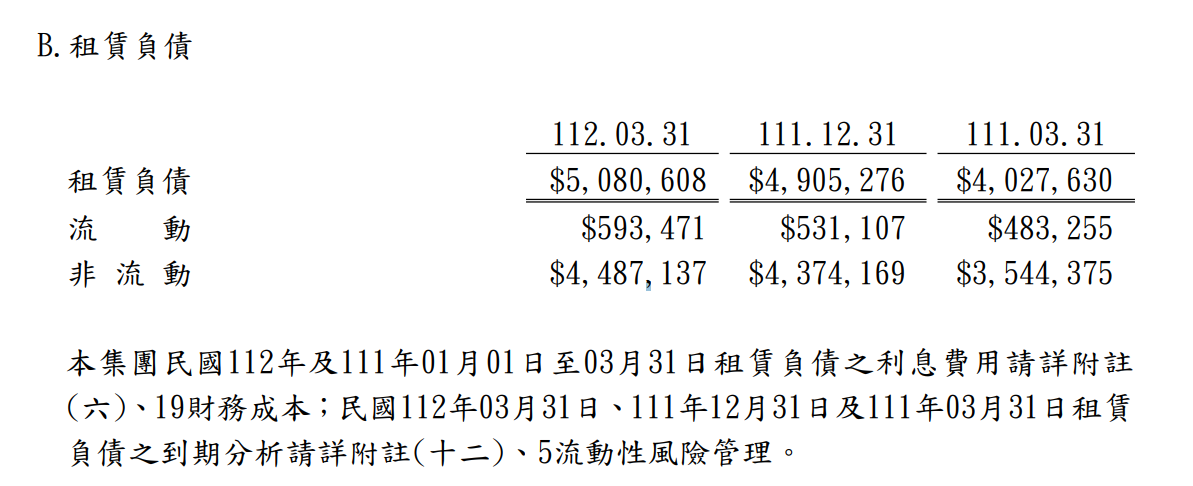 B. 租賃負債
112.03.31 111.12.31 111.03.31
租賃負債 $5,080,608 $4,905,276 $4,027,630
流動 $593,471 $531,107 $483,255
非流動 $4,487,137 $4,374,169 $3,544,375
本集團民國112年及111年01月01日至03月31日租賃負債之利息費用請詳附註
(六)、19財務成本；民國112年03月31日、111年12月31日及111年03月31日租賃
負債之到期分析請詳附註(十二)、5流動性風險管理。